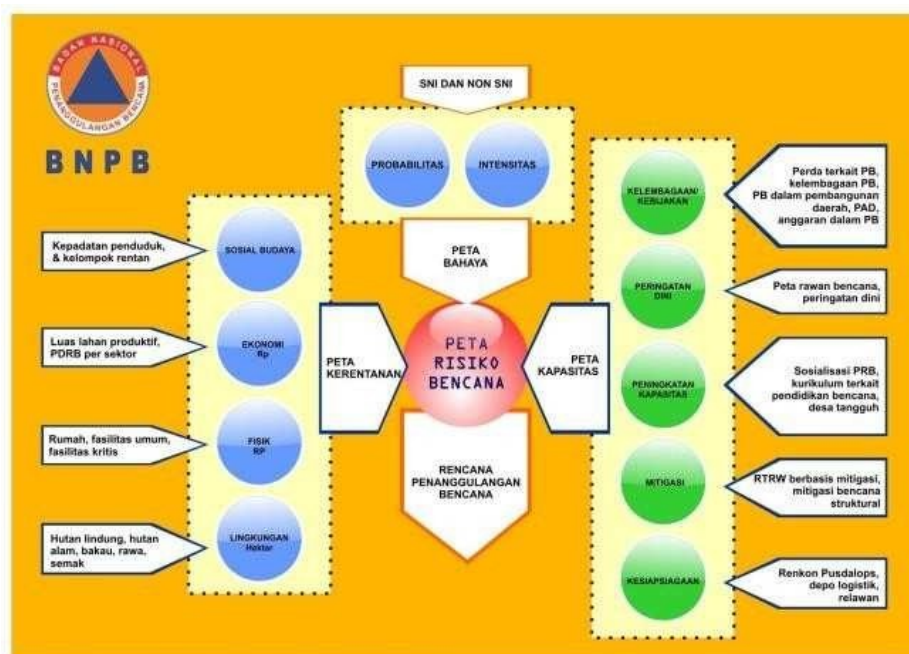 BADAN NASIONAL
PENANGGULANGAN BENCANA
BNPB
SNI DAN NON SNI
PROBABILITAS
INTENSITAS
PETA
BAHAYA
Kepadatan penduduk,
& kelompok rentan
SOSIAL BUDAYA
Luas lahan produktif,
PDRB per sektor
EKONOMI
Rp
Rumah, fasilitas umum,
fasilitas kritis
FISIK
RP
Hutan lindung, hutan
alam, bakau, rawa,
semak
LINGKUNGAN
Hektar
PETA
KERENTANAN
PETA
RISIKO
BENCANA
PETA
KAPASITAS
RENCANA
PENANGGULANGAN
BENCANA
KELEMBAGAAN/
KEBIJAKAN
Perda terkait PB,
kelembagaan PB,
PB dalam pembangunan
daerah, PAD,
anggaran dalam PB
PERINGATAN
DINI
Peta rawan bencana,
peringatan dini
PENINGKATAN
KAPASITAS
Sosialisasi PRB,
kurikulum terkait
pendidikan bencana,
desa tangguh
MITIGASI
RTRW berbasis mitigasi,
mitigasi bencana
struktural
KESIAPSIAGAAN
Renkon Pusdalops,
depo logistik,
relawan